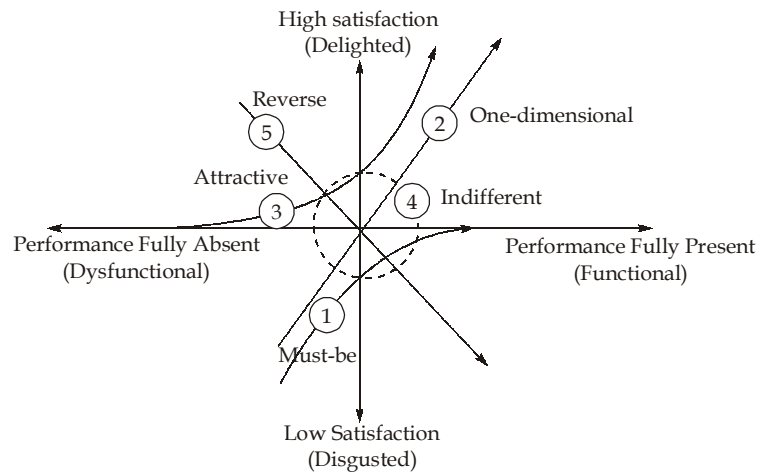 High satisfaction
(Delighted)
Reverse
5
2
One-dimensional
Attractive
3
4
Indifferent
Performance Fully Absent
(Dysfunctional)
Performance Fully Present
(Functional)
1
Must-be
Low Satisfaction
(Disgusted)